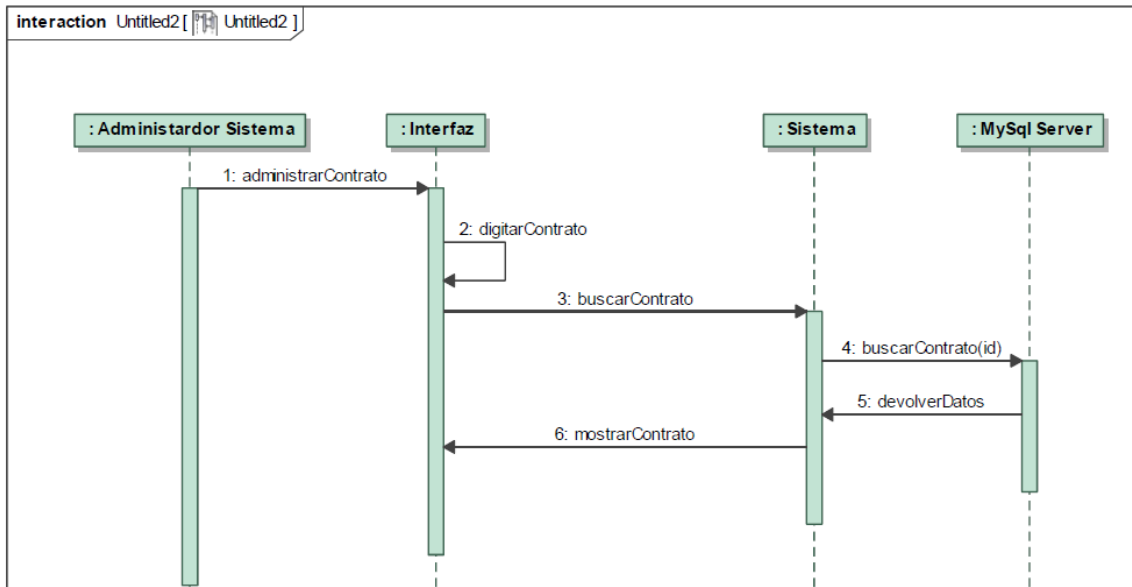 interaction Untitled2 [ Untitled2 ]
: Administardor Sistema
: Interfaz
: Sistema
: MySql Server
1: administrarContrato
2: digitarContrato
3: buscarContrato
4: buscarContrato(id)
5: devolverDatos
6: mostrarContrato